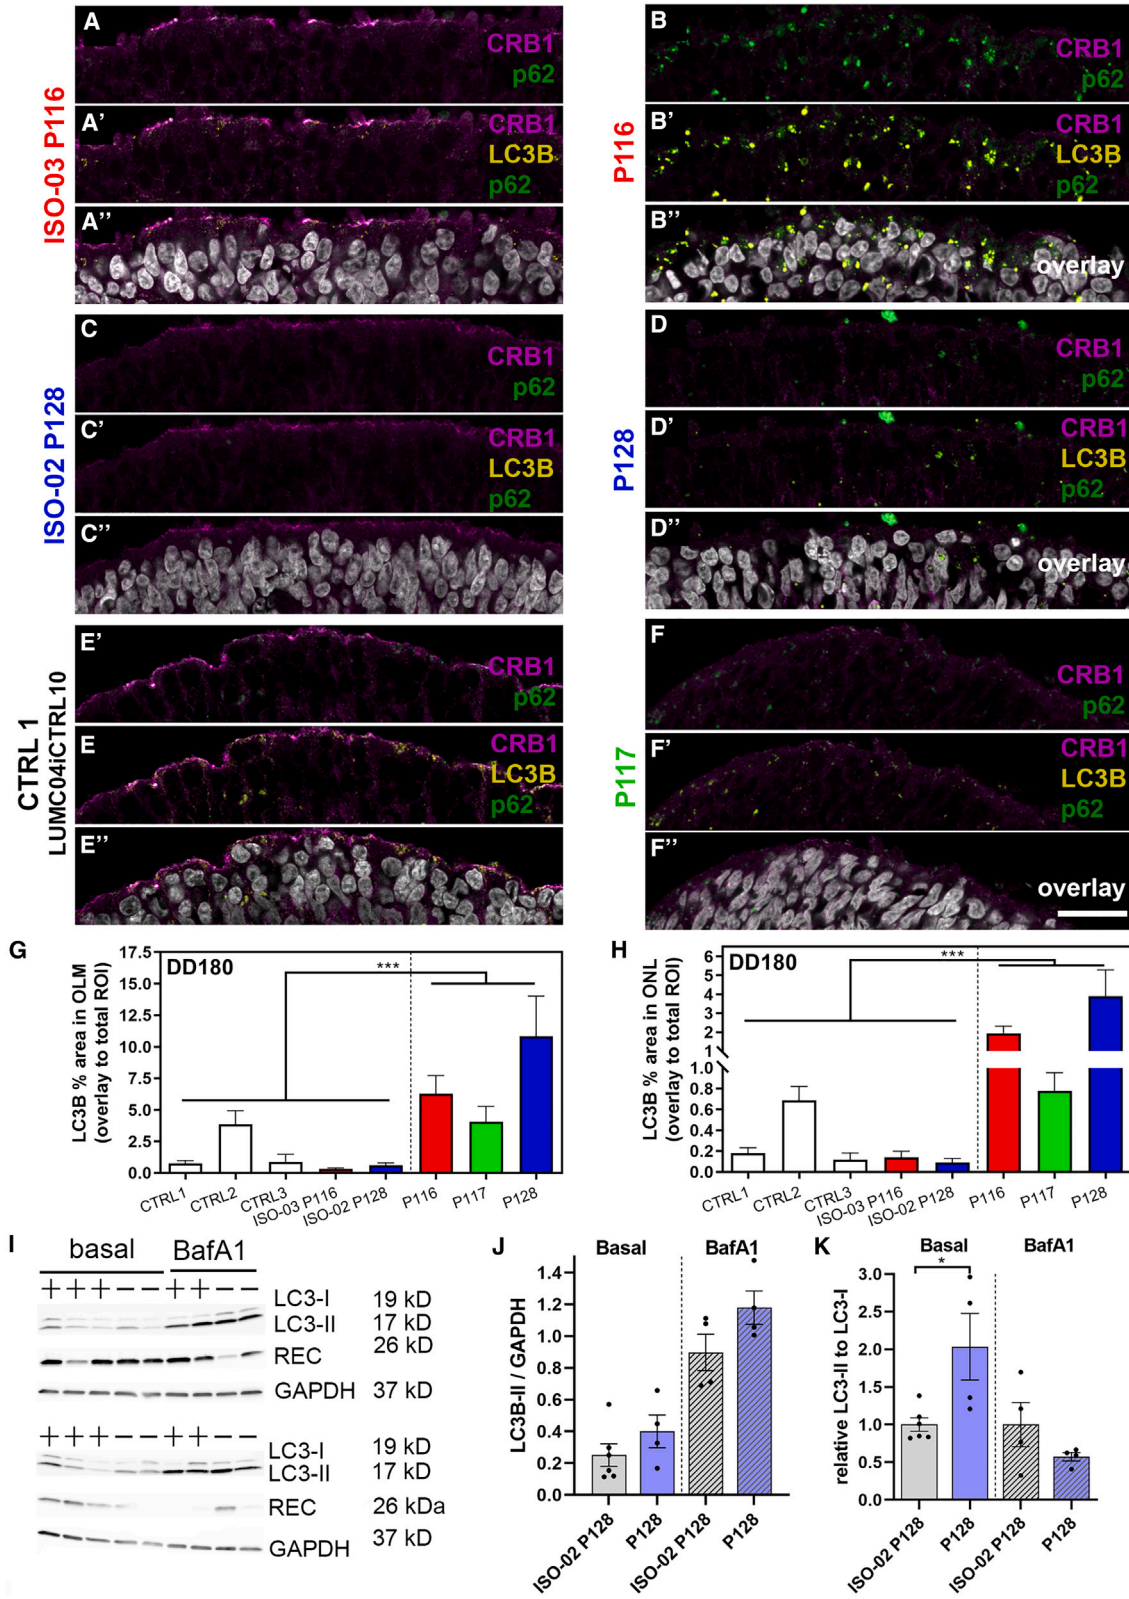 ISO-03 P116
A
CRB1
p62
A’
CRB1
LC3B
p62
A’’
P116
B
CRB1
p62
B’
CRB1
LC3B
p62
B’’
overlay
ISO-02 P128
C
CRB1
p62
C’
CRB1
LC3B
p62
C’’
P128
D
CRB1
p62
D’
CRB1
LC3B
p62
D’’
overlay
CTRL 1
LUMC04iCTRL10
E’
CRB1
p62
E
CRB1
LC3B
p62
E’’
P117
F
CRB1
p62
F’
CRB1
LC3B
p62
F’’
overlay
G
DD180
***
LC3B % area in OLM
(overlay to total ROI)
17.5
15.0
12.5
10.0
7.5
5.0
2.5
0.0
CTRL1
CTRL2
CTRL3
ISO-03 P116
ISO-02 P128
P116
P117
P128
H
DD180
***
LC3B % area in ONL
(overlay to total ROI)
6
5
4
3
2
1
1.0
0.8
0.6
0.4
0.2
0.0
CTRL1
CTRL2
CTRL3
ISO-03 P116
ISO-02 P128
P116
P117
P128
I
basal BafA1
+ + + − − + + − −
LC3-I 19 kD
LC3-II 17 kD
26 kD
REC
GAPDH 37 kD
+ + + − − + + − −
LC3-I 19 kD
LC3-II 17 kD
REC 26 kDa
GAPDH 37 kD
J
Basal BafA1
LC3B-II / GAPDH
1.4
1.2
1.0
0.8
0.6
0.4
0.2
0.0
ISO-02 P128
P128
ISO-02 P128
P128
K
Basal BafA1
*
relative LC3-II to LC3-I
3.0
2.5
2.0
1.5
1.0
0.5
0.0
ISO-02 P128
P128
ISO-02 P128
P128